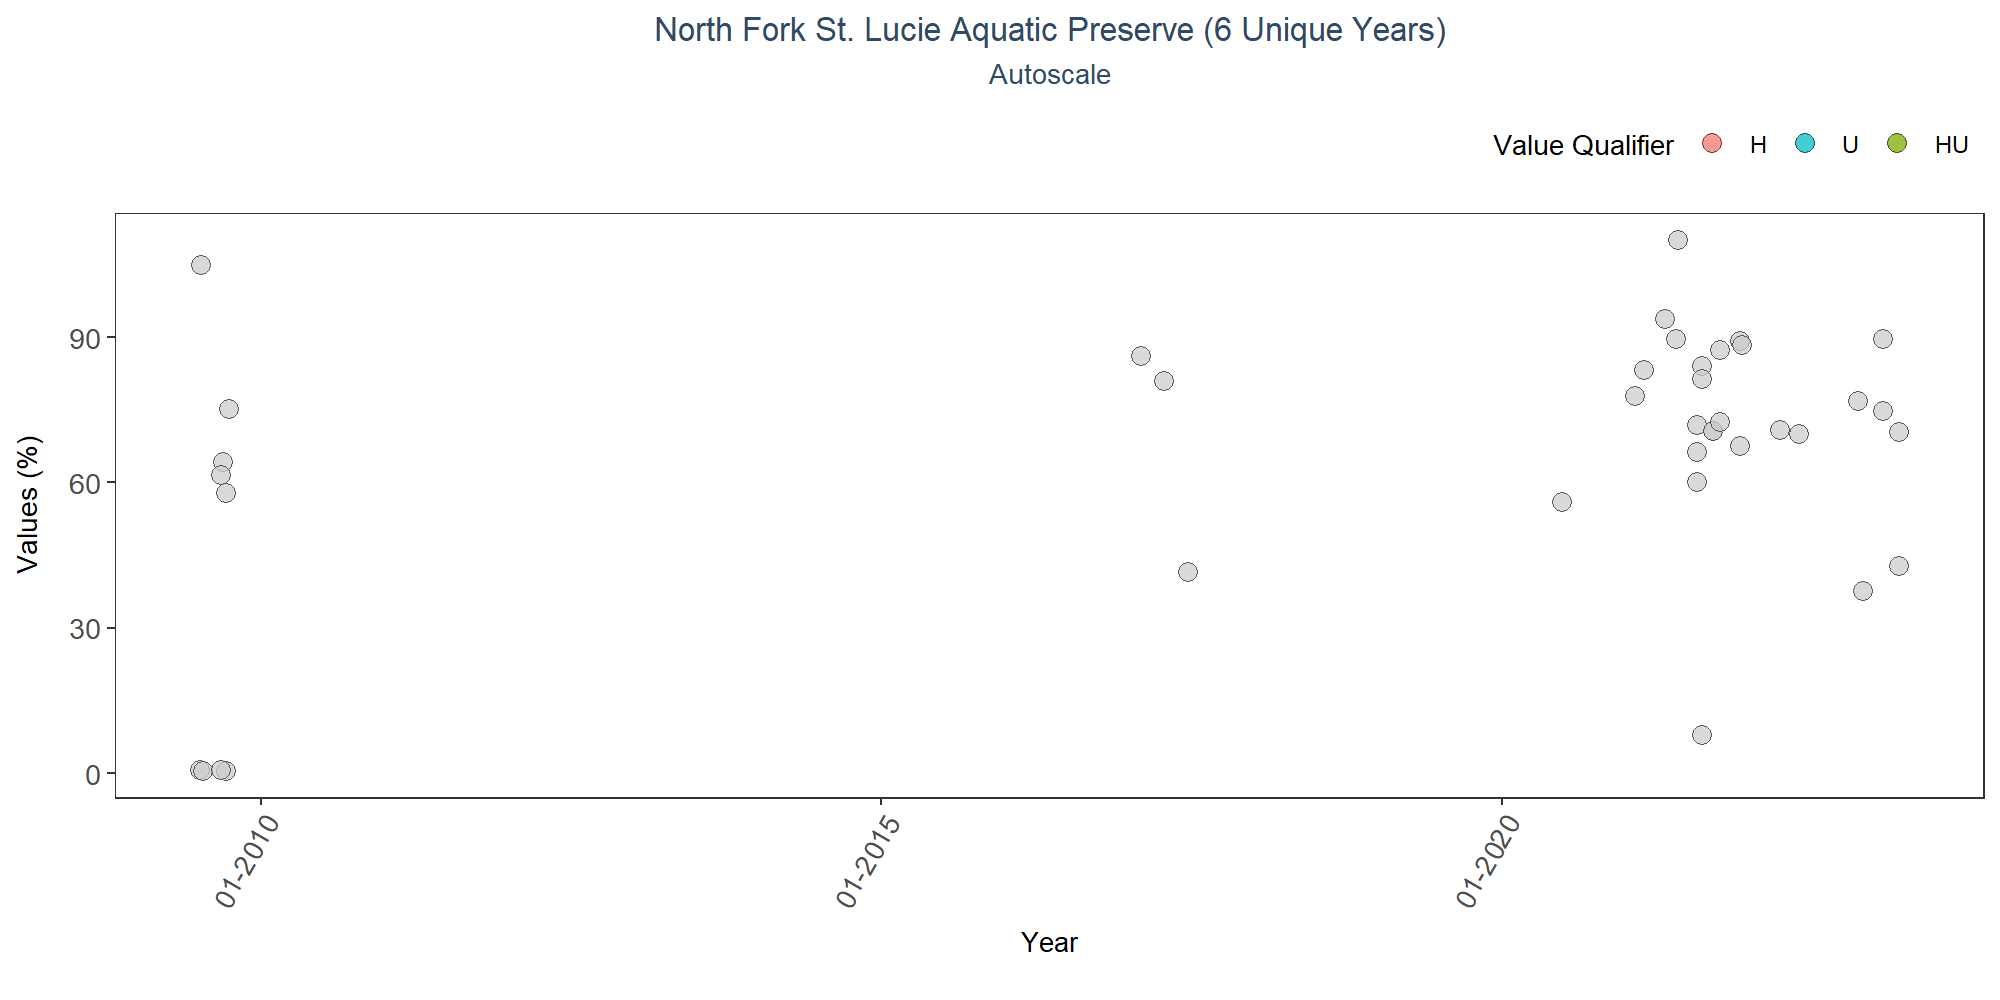 North Fork St. Lucie Aquatic Preserve (6 Unique Years)
Autoscale
Value Qualifier H U HU
Values (%)
90
60
30
0
01-2010 01-2015 01-2020
Year